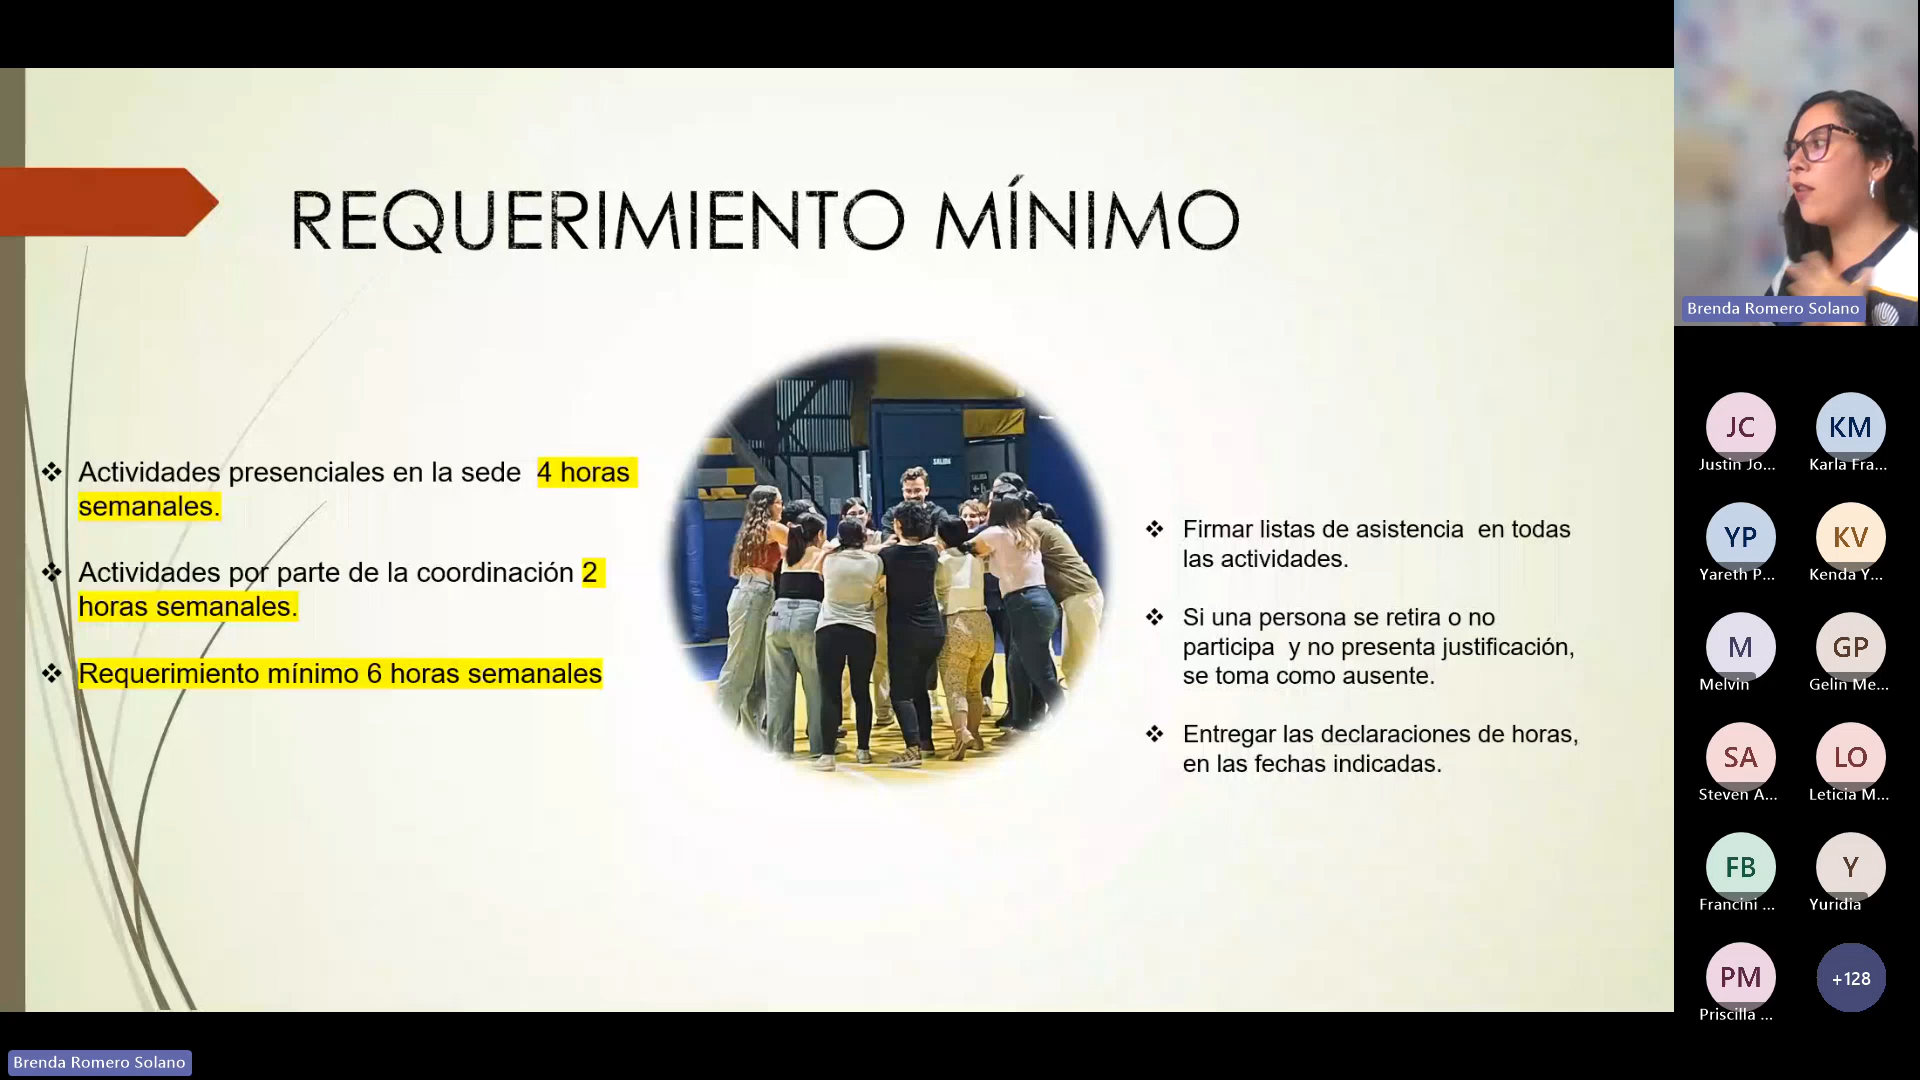 REQUERIMIENTO MÍNIMO
❖ Actividades presenciales en la sede 4 horas
semanales.
❖ Actividades por parte de la coordinación 2
horas semanales.
❖ Requerimiento mínimo 6 horas semanales
SALIDA
❖ Firmar listas de asistencia en todas
las actividades.
❖ Si una persona se retira o no
participa y no presenta justificación,
se toma como ausente.
❖ Entregar las declaraciones de horas,
en las fechas indicadas.
Brenda Romero Solano
JC
KM
Justin Jo...
Karla Fra...
YP
KV
Yareth P...
Kenda Y...
M
GP
Melvin
Gelin Me...
SA
LO
Steven A...
Leticia M...
FB
Y
Francini ...
Yuridia
PM
+128
Priscilla ...
Brenda Romero Solano